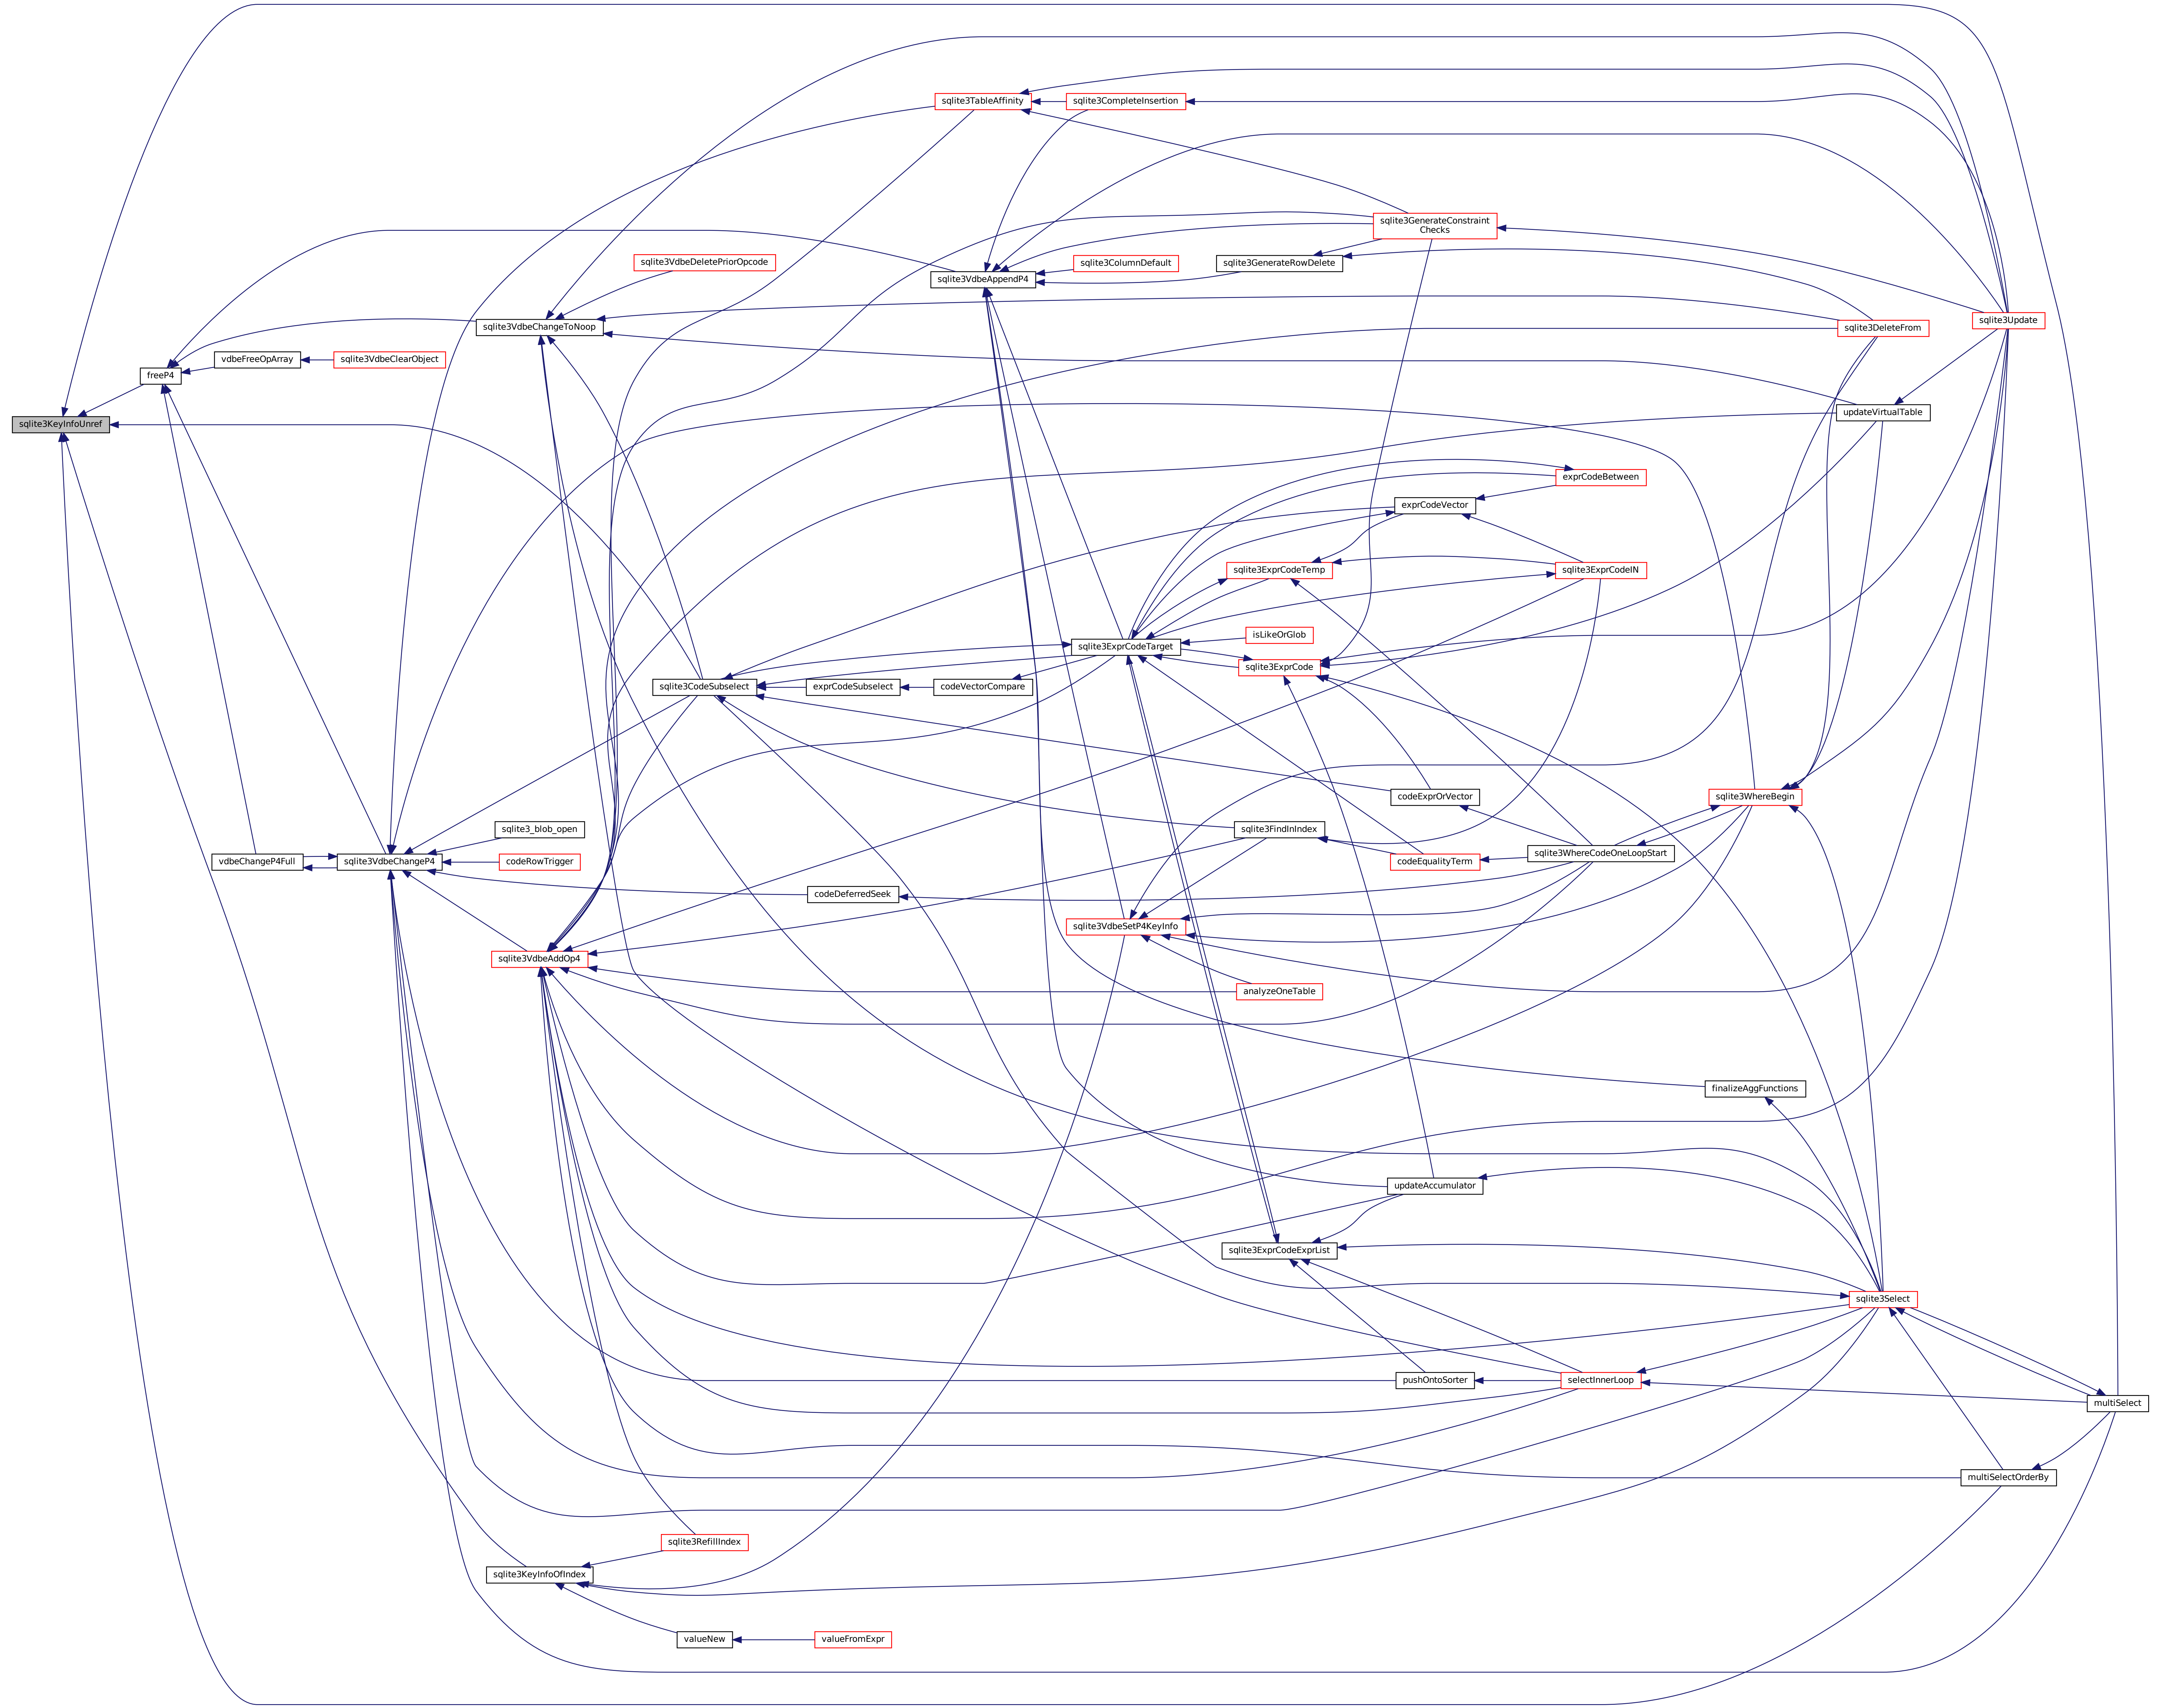 sqlite3TableAffinity
sqlite3CompleteInsertion
sqlite3GenerateConstraint
Checks
sqlite3VdbeDeletePriorOpcode
sqlite3ColumnDefault
sqlite3GenerateRowDelete
sqlite3VdbeAppendP4
sqlite3VdbeChangeToNoop
sqlite3DeleteFrom
sqlite3Update
vdbeFreeOpArray
sqlite3VdbeClearObject
freeP4
sqlite3KeyInfoUnref
updateVirtualTable
exprCodeBetween
exprCodeVector
sqlite3ExprCodeTemp
sqlite3ExprCodeIN
isLikeOrGlob
sqlite3ExprCodeTarget
sqlite3ExprCode
sqlite3CodeSubselect
exprCodeSubselect
codeVectorCompare
codeExprOrVector
sqlite3WhereBegin
sqlite3_blob_open
sqlite3FindInIndex
vdbeChangeP4Full
sqlite3VdbeChangeP4
codeRowTrigger
codeEqualityTerm
sqlite3WhereCodeOneLoopStart
codeDeferredSeek
sqlite3VdbeSetP4KeyInfo
sqlite3VdbeAddOp4
analyzeOneTable
finalizeAggFunctions
updateAccumulator
sqlite3ExprCodeExprList
sqlite3Select
pushOntoSorter
selectInnerLoop
multiSelect
multiSelectOrderBy
sqlite3RefillIndex
sqlite3KeyInfoOfIndex
valueNew
valueFromExpr